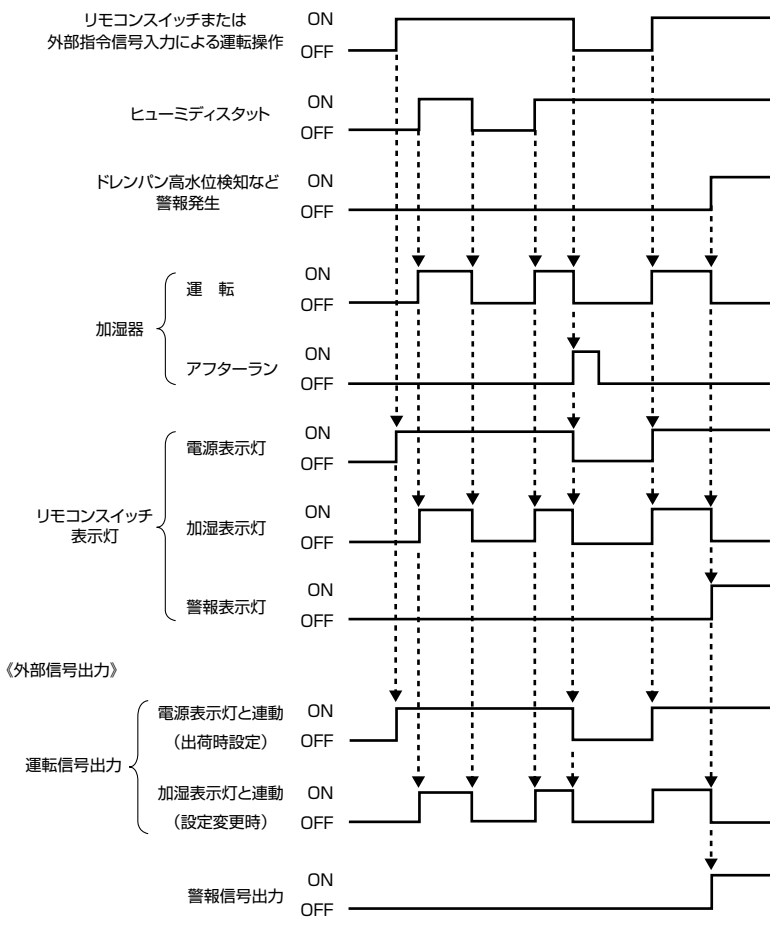 リモコンスイッチまたは
外部指令信号入力による運転操作
ON
OFF
ヒューミディスタット
ON
OFF
ドレンパン高水位検知など
警報発生
ON
OFF
加湿器
運　転
ON
OFF
アフターラン
ON
OFF
リモコンスイッチ
表示灯
電源表示灯
ON
OFF
加湿表示灯
ON
OFF
警報表示灯
ON
OFF
《外部信号出力》
運転信号出力
電源表示灯と連動
（出荷時設定）
ON
OFF
加湿表示灯と連動
（設定変更時）
ON
OFF
警報信号出力
ON
OFF